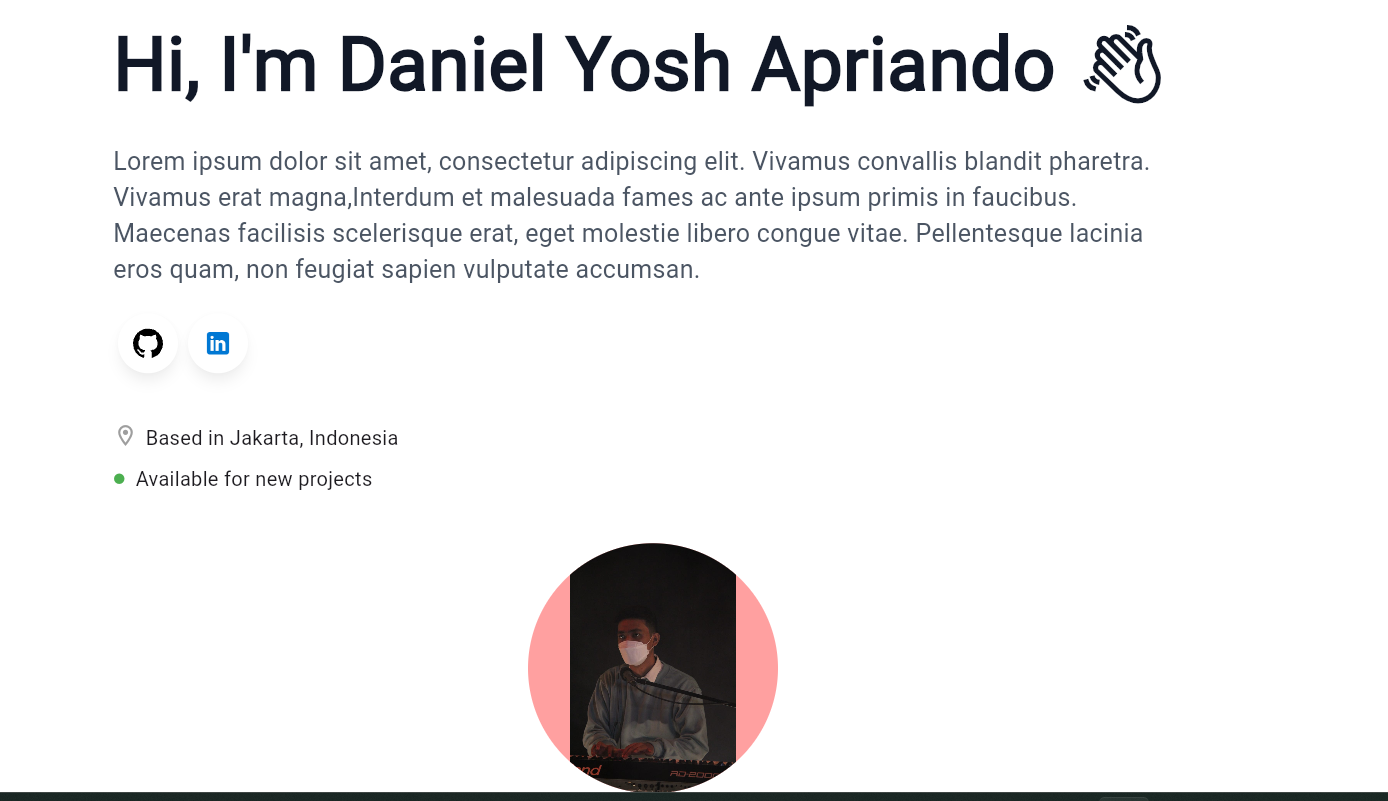 Hi, I'm Daniel Yosh Apriando
Lorem ipsum dolor sit amet, consectetur adipiscing elit. Vivamus convallis blandit pharetra.
Vivamus erat magna,Interdum et malesuada fames ac ante ipsum primis in faucibus.
Maecenas facilisis scelerisque erat, eget molestie libero congue vitae. Pellentesque lacinia
eros quam, non feugiat sapien vulputate accumsan.
in
Based in Jakarta, Indonesia
Available for new projects